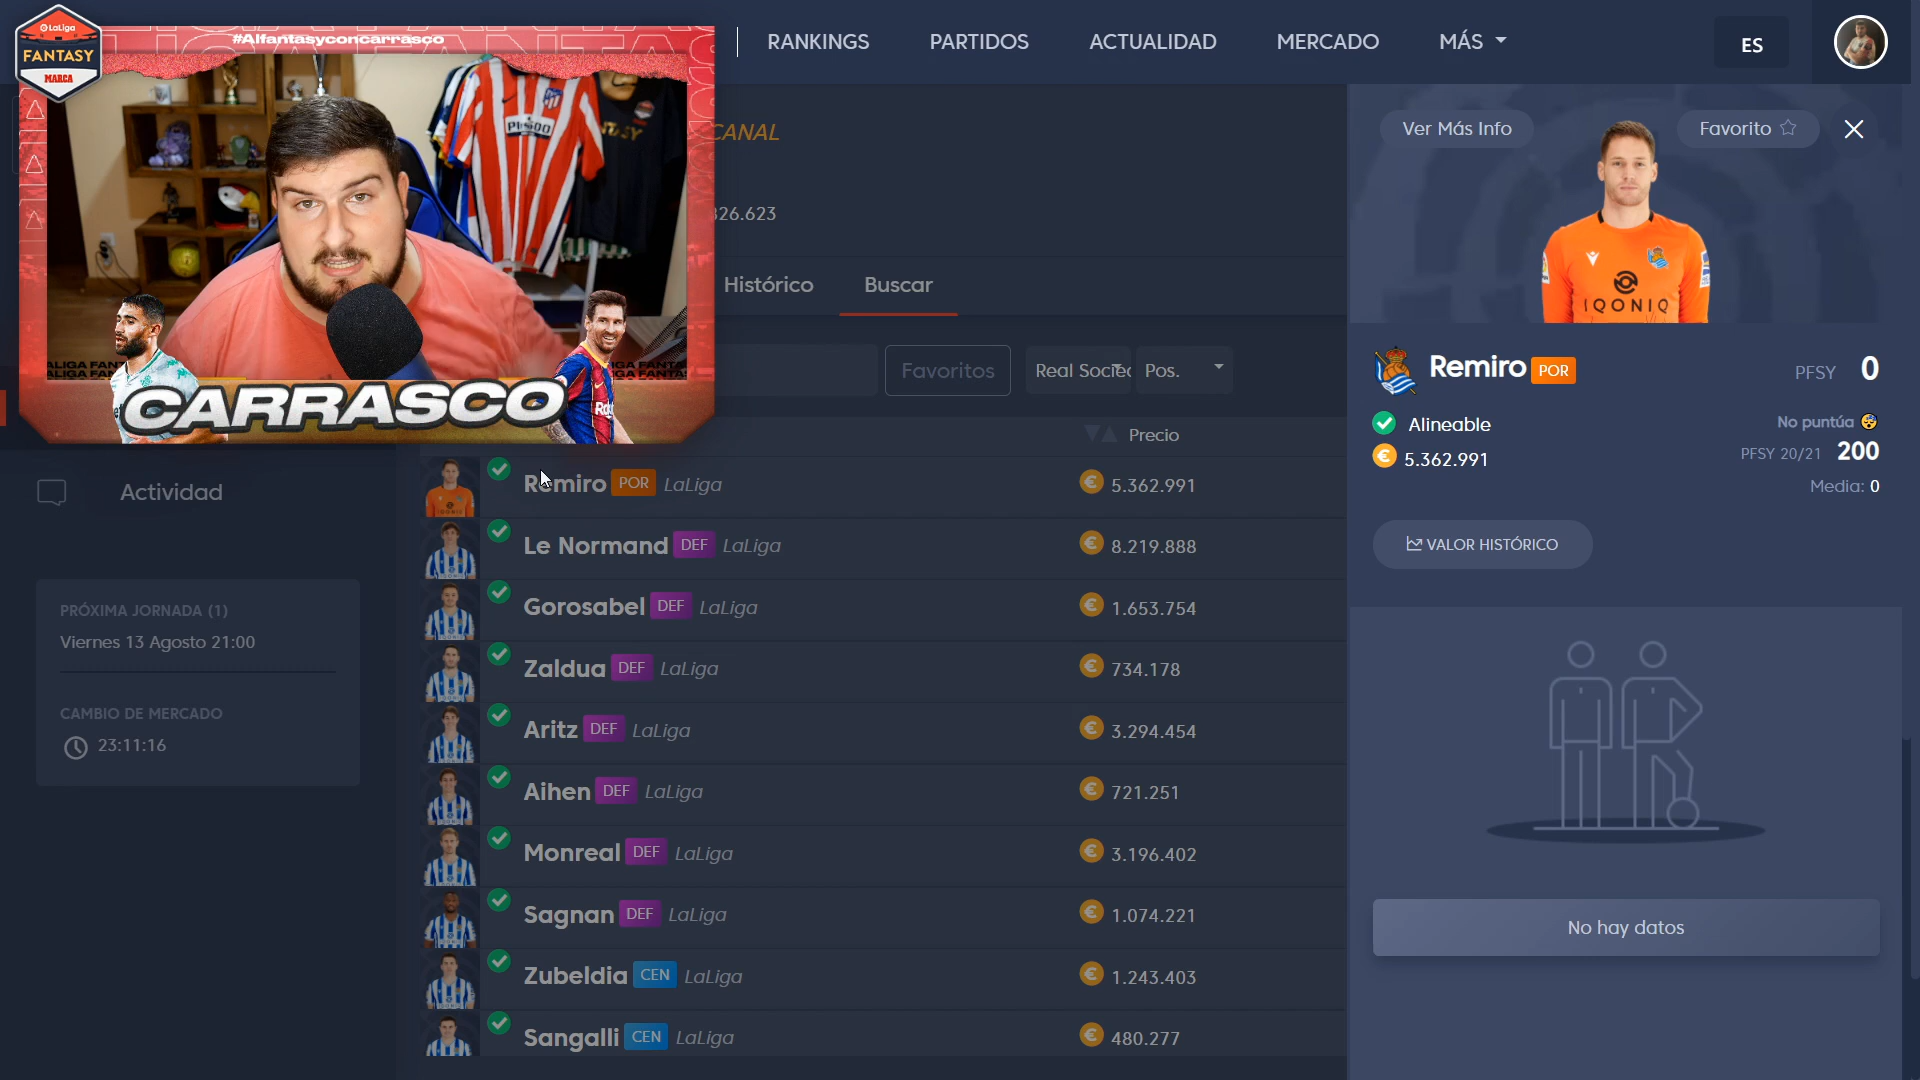 LaLiga
FANTASY
MARCA
#Alfantasyconcarrasco
CARRASCO
RANKINGS
PARTIDOS
ACTUALIDAD
MERCADO
MÁS
ES
CANAL
326.623
Histórico
Buscar
Favoritos
Real Socied
Pos.
Precio
Remiro POR LaLiga 5.362.991
Le Normand DEF LaLiga 8.219.888
Gorosabel DEF LaLiga 1.653.754
Zaldua DEF LaLiga 734.178
Aritz DEF LaLiga 3.294.454
Aihen DEF LaLiga 721.251
Monreal DEF LaLiga 3.196.402
Sagnan DEF LaLiga 1.074.221
Zubeldia CEN LaLiga 1.243.403
Sangalli CEN LaLiga 480.277
Actividad
PRÓXIMA JORNADA (1)
Viernes 13 Agosto 21:00
CAMBIO DE MERCADO
23:11:16
Ver Más Info
Favorito
IQONIQ
Remiro POR
PFSY 0
Alineable
No puntúa
5.362.991
PFSY 20/21 200
Media: 0
VALOR HISTÓRICO
No hay datos